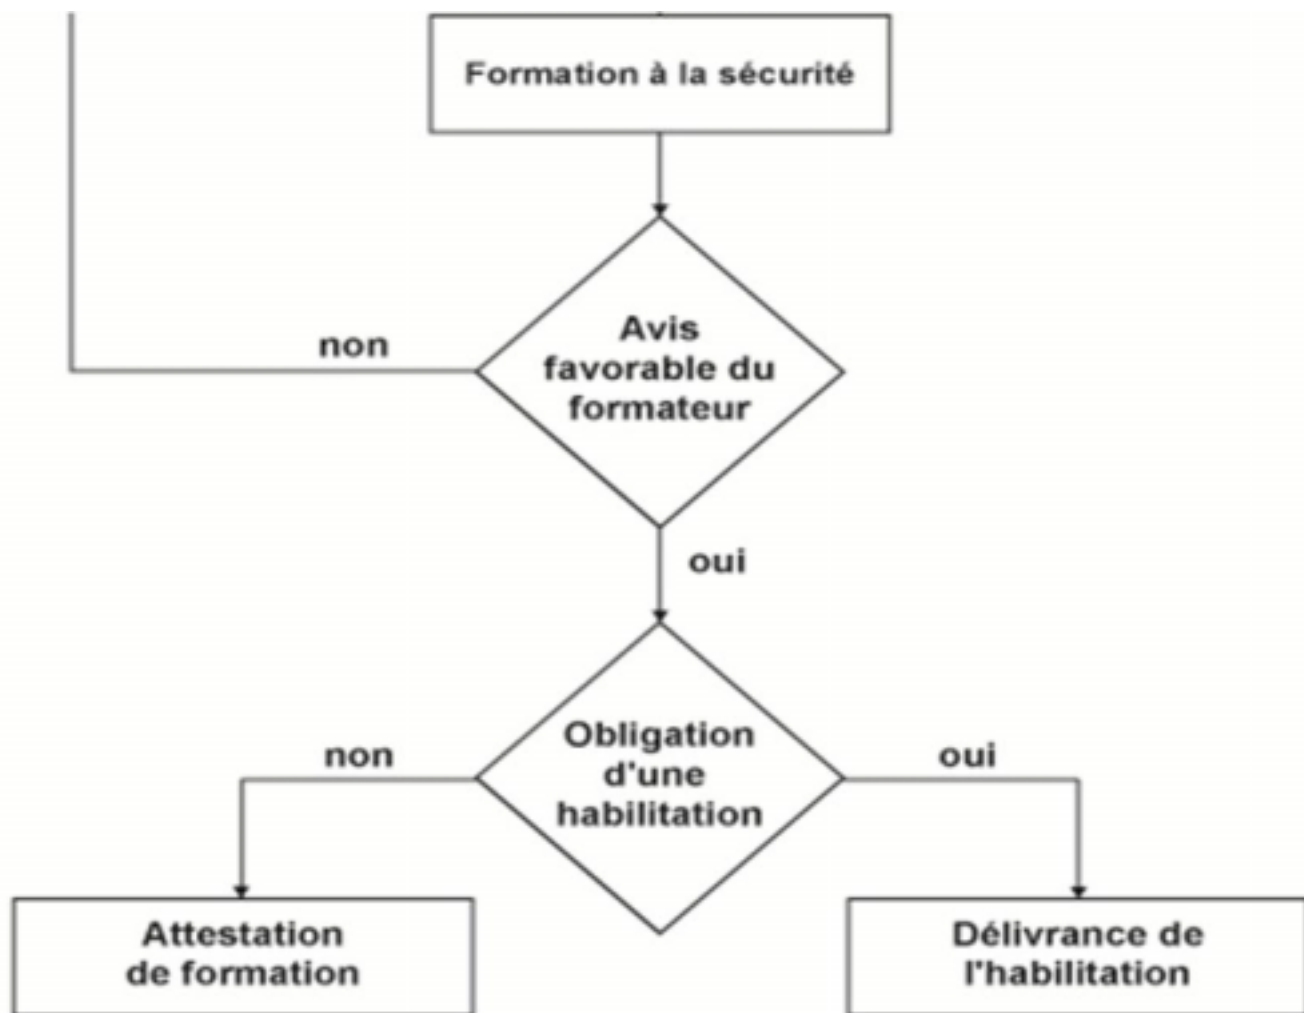 Formation à la sécurité
Avis
favorable du
formateur
non
oui
Obligation
d'une
habilitation
non
oui
Attestation
de formation
Délivrance de
l'habilitation